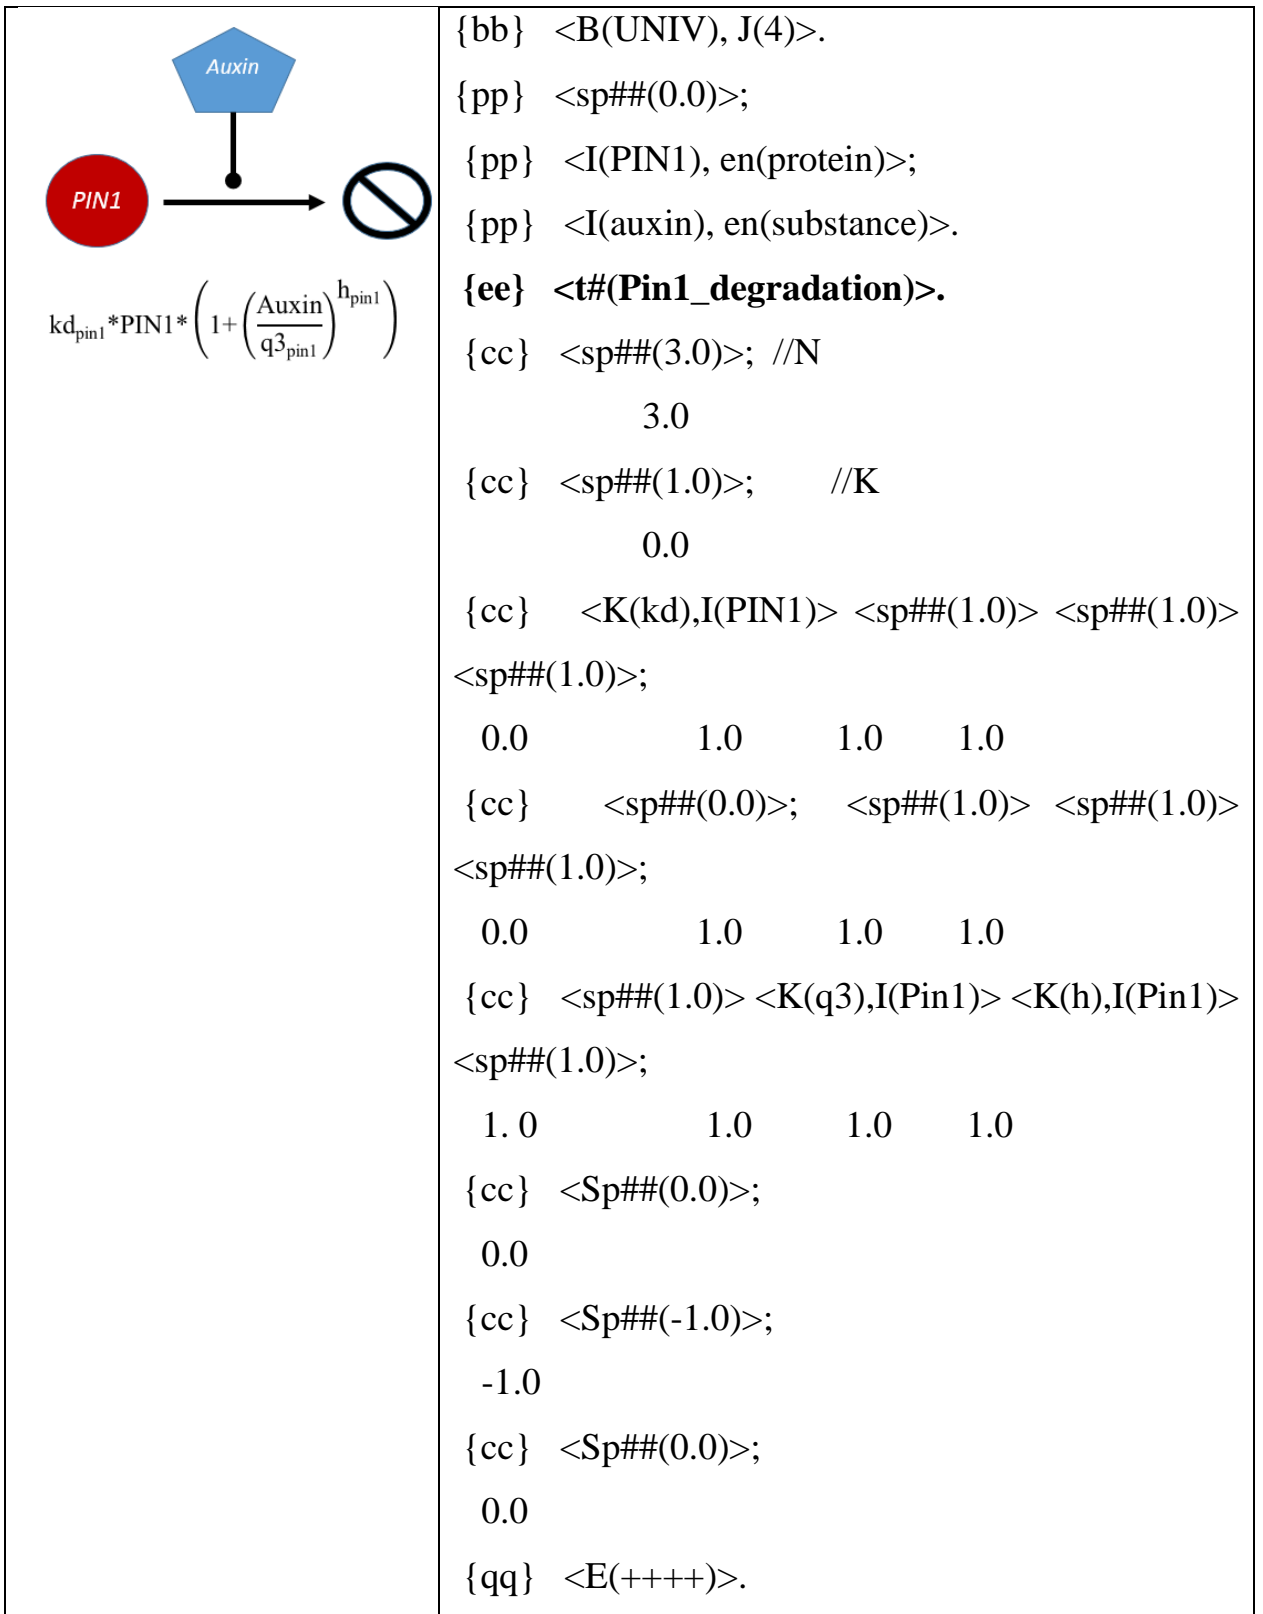 Auxin
PIN1
kd_pin1*PIN1*(1+(Auxin/q3_pin1)^h_pin1)
{bb} <B(UNIV), J(4)>.
{pp} <sp##(0.0)>;
{pp} <I(PIN1), en(protein)>;
{pp} <I(auxin), en(substance)>.
{ee} <t#(Pin1_degradation)>.
{cc} <sp##(3.0)>; //N
3.0
{cc} <sp##(1.0)>; //K
0.0
{cc} <K(kd),I(PIN1)> <sp##(1.0)> <sp##(1.0)>
<sp##(1.0)>;
0.0 1.0 1.0 1.0
{cc} <sp##(0.0)>; <sp##(1.0)> <sp##(1.0)>
<sp##(1.0)>;
0.0 1.0 1.0 1.0
{cc} <sp##(1.0)> <K(q3),I(Pin1)> <K(h),I(Pin1)>
<sp##(1.0)>;
1. 0 1.0 1.0 1.0
{cc} <Sp##(0.0)>;
0.0
{cc} <Sp##(-1.0)>;
-1.0
{cc} <Sp##(0.0)>;
0.0
{qq} <E(++++)>.